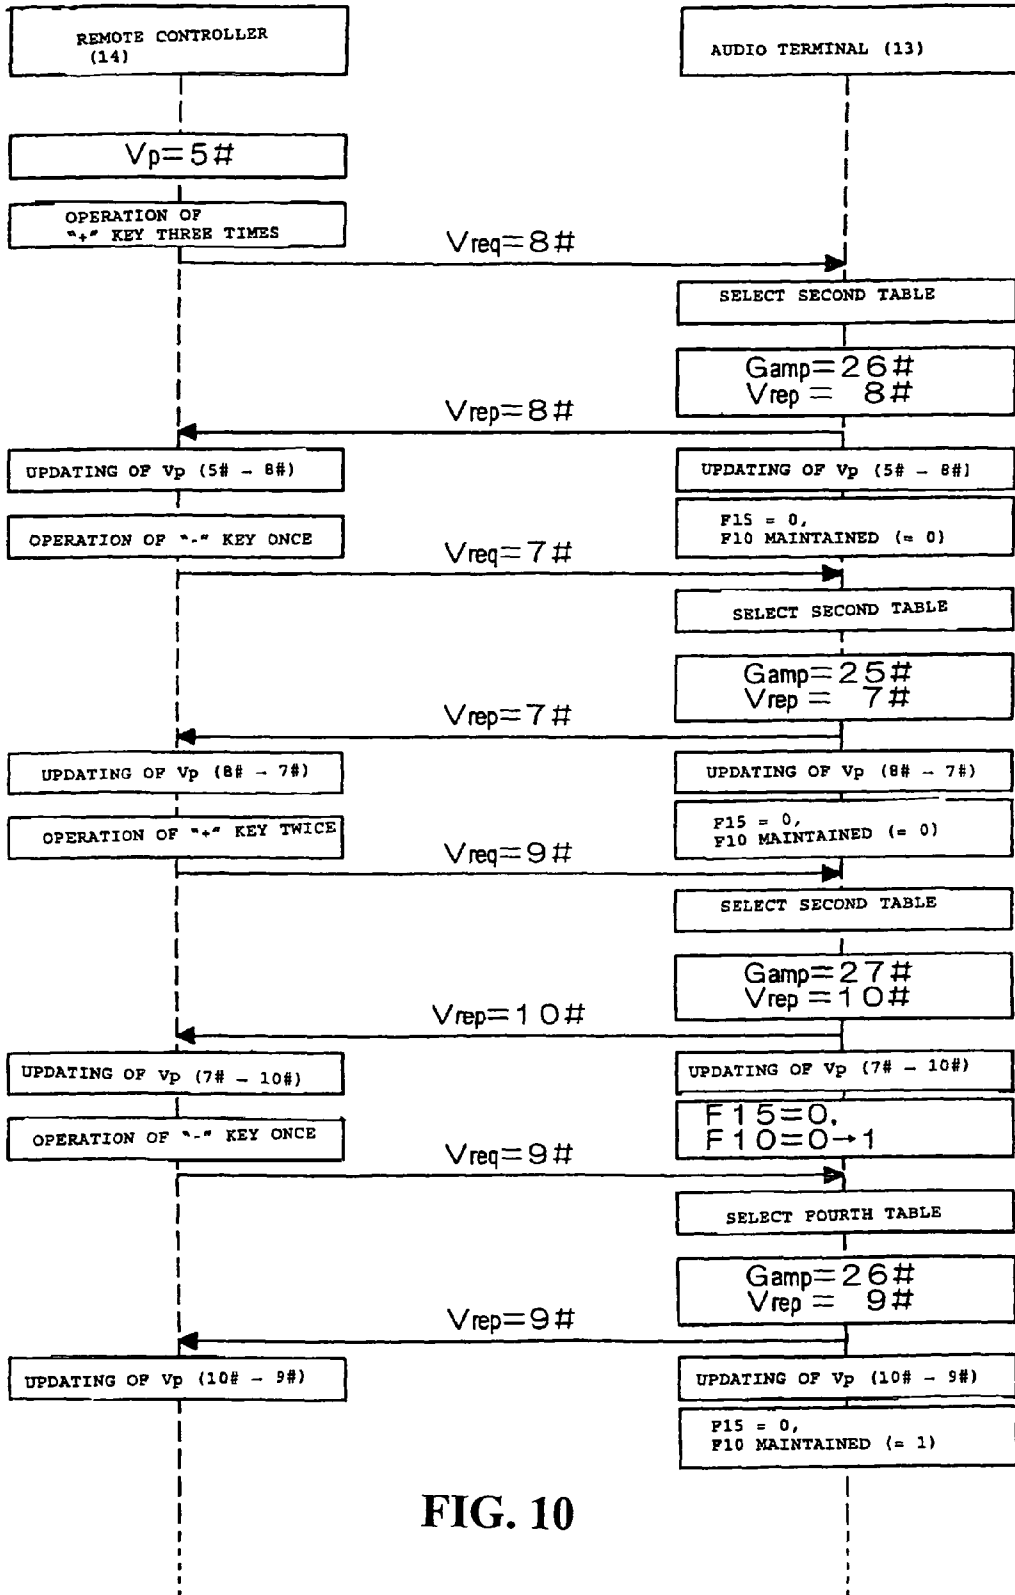 REMOTE CONTROLLER
(14)
AUDIO TERMINAL (13)
Vp=5#
OPERATION OF
"+" KEY THREE TIMES
Vreq=8#
SELECT SECOND TABLE
Gamp=26#
Vrep= 8#
Vrep=8#
UPDATING OF Vp (5# – 8#)
UPDATING OF Vp (5# – 8#)
OPERATION OF "-" KEY ONCE
F15 = 0,
F10 MAINTAINED (= 0)
Vreq=7#
SELECT SECOND TABLE
Gamp=25#
Vrep= 7#
Vrep=7#
UPDATING OF Vp (8# – 7#)
UPDATING OF Vp (8# – 7#)
OPERATION OF "+" KEY TWICE
F15 = 0,
F10 MAINTAINED (= 0)
Vreq=9#
SELECT SECOND TABLE
Gamp=27#
Vrep=10#
Vrep=10#
UPDATING OF Vp (7# – 10#)
UPDATING OF Vp (7# – 10#)
OPERATION OF "-" KEY ONCE
F15=0,
F10=0→1
Vreq=9#
SELECT FOURTH TABLE
Gamp=26#
Vrep= 9#
Vrep=9#
UPDATING OF Vp (10# – 9#)
UPDATING OF Vp (10# – 9#)
F15 = 0,
F10 MAINTAINED (= 1)
FIG. 10